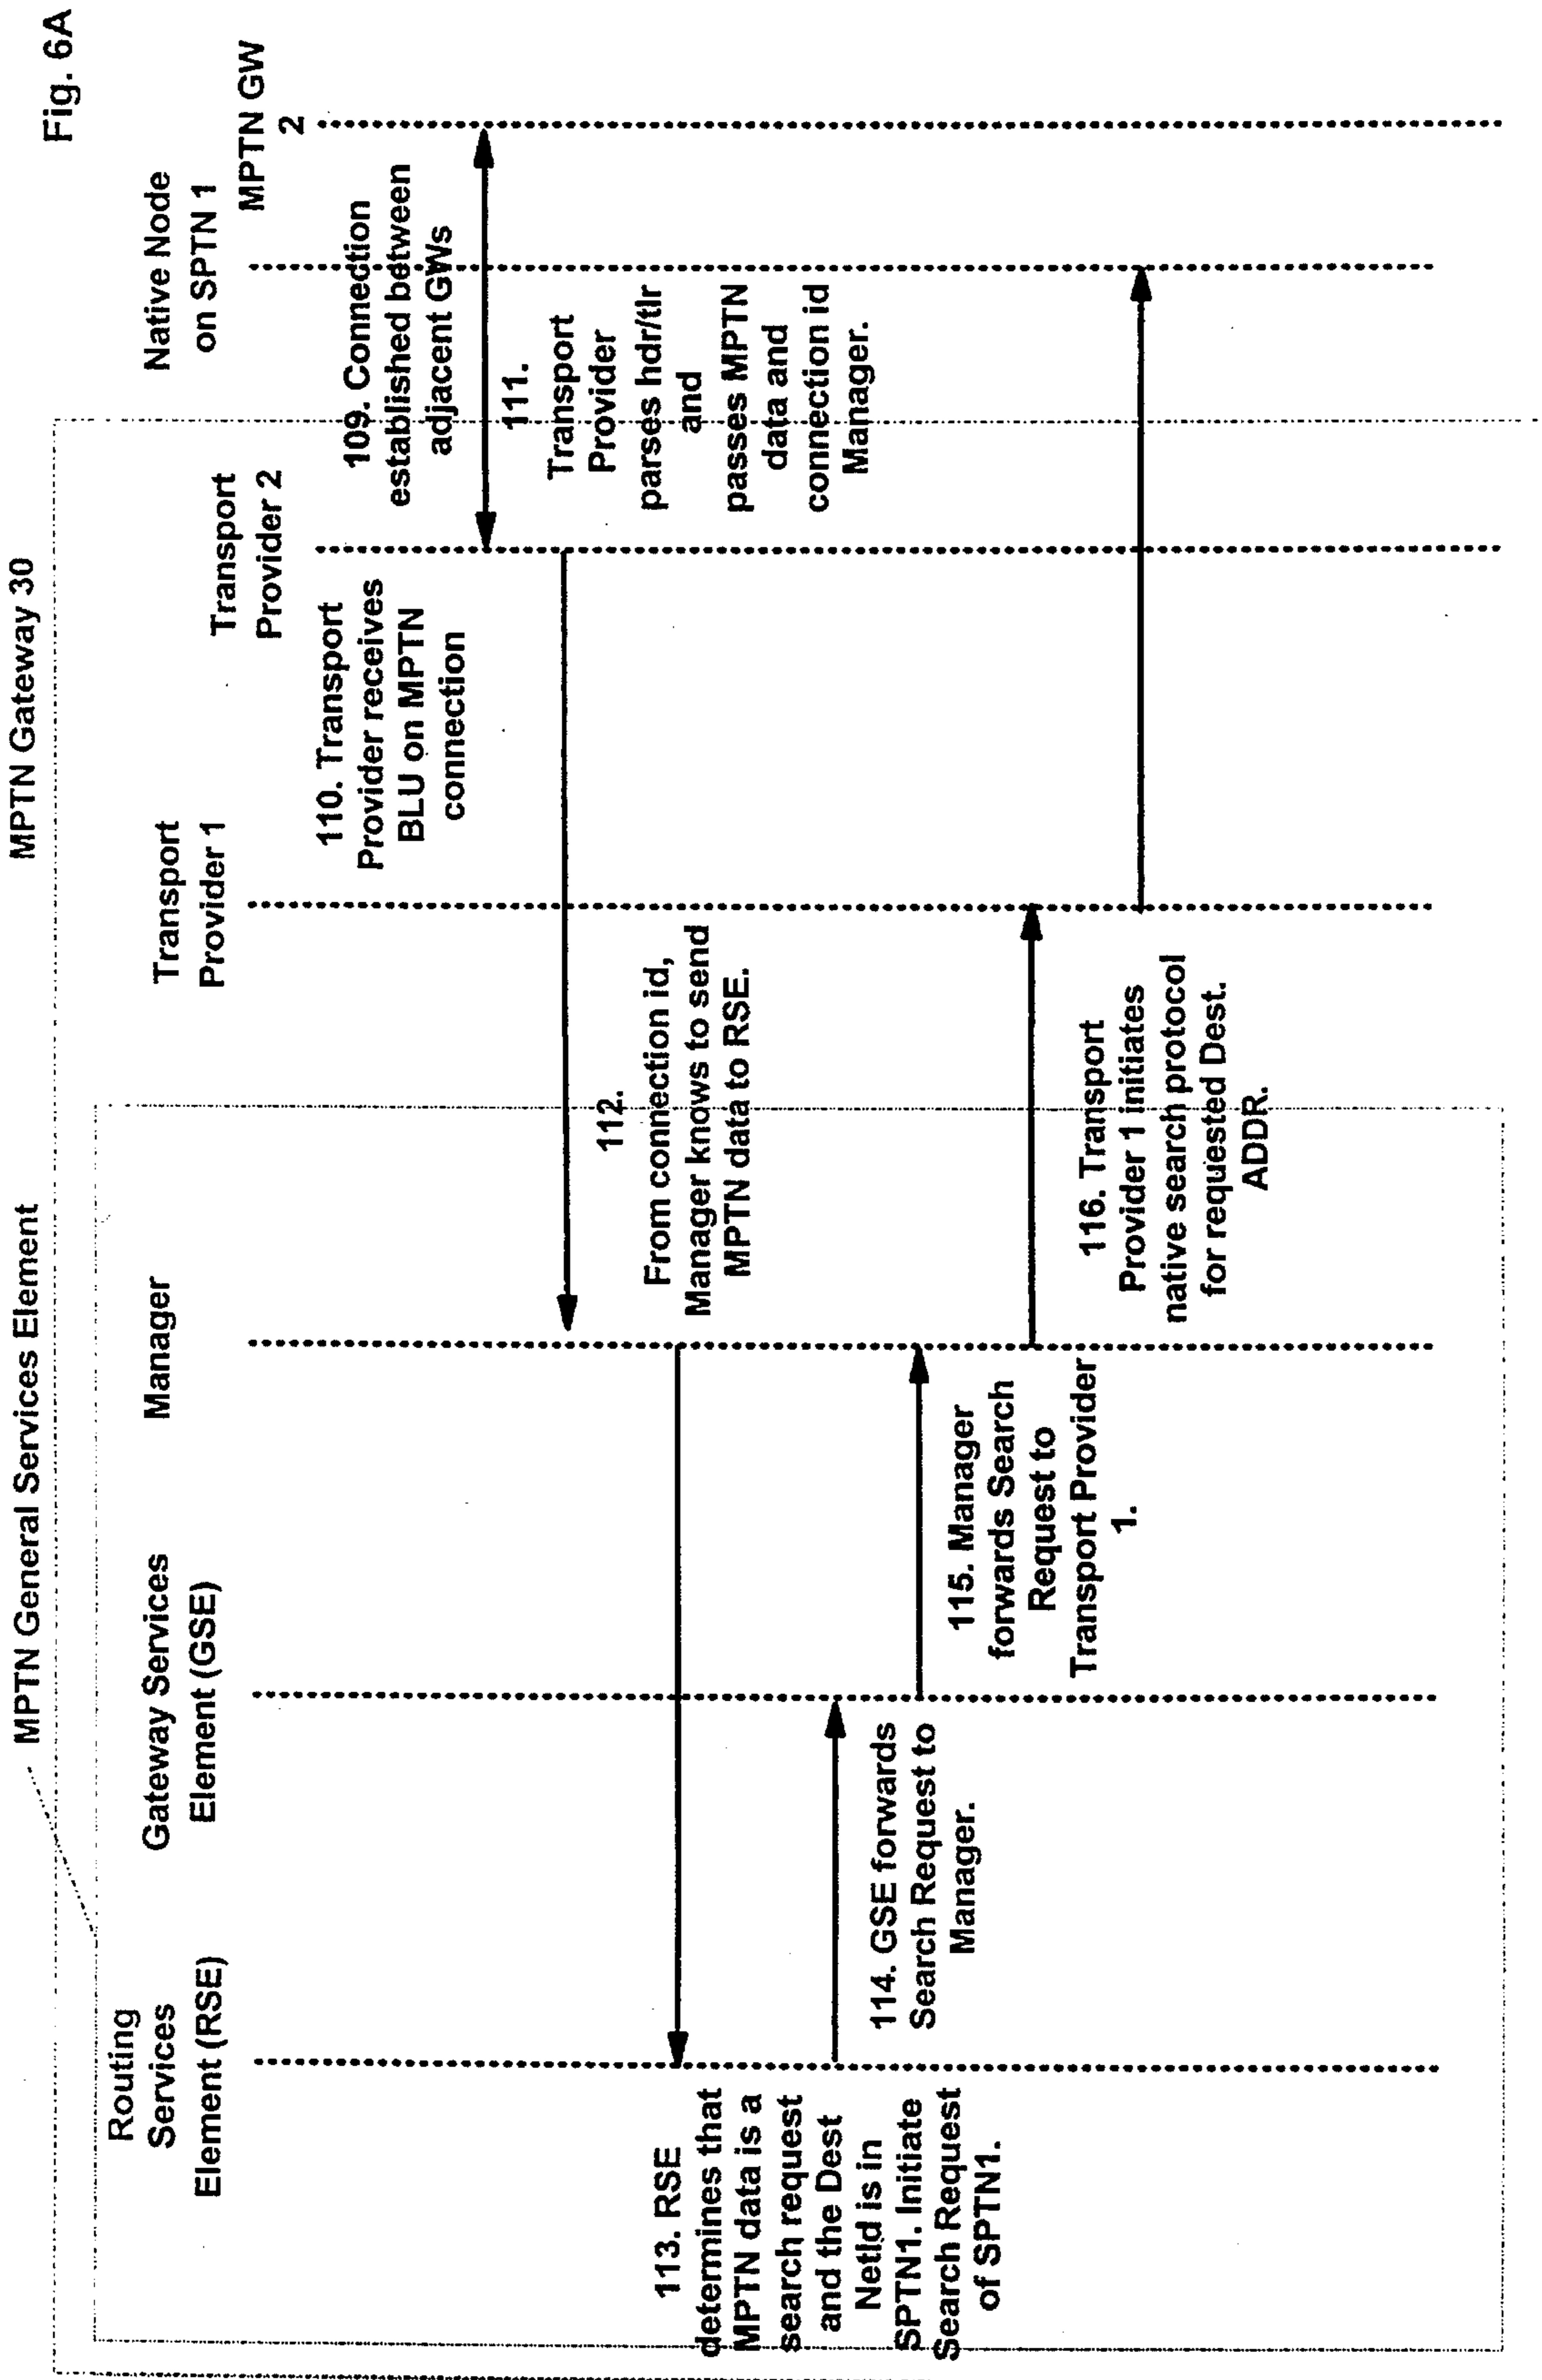 Fig. 6A
MPTN Gateway 30
MPTN General Services Element
Routing
Services
Element (RSE)
Gateway Services
Element (GSE)
Manager
Transport
Provider 1
Transport
Provider 2
Native Node
on SPTN 1
MPTN GW
2
109. Connection
established between
adjacent GWs
110. Transport
Provider receives
BLU on MPTN
connection
111.
Transport
Provider
parses hdr/tlr
and
passes MPTN
data and
connection id
Manager.
112.
From connection id,
Manager knows to send
MPTN data to RSE.
113. RSE
determines that
MPTN data is a
search request
and the Dest
NetId is in
SPTN1. Initiate
Search Request
of SPTN1.
114. GSE forwards
Search Request to
Manager.
115. Manager
forwards Search
Request to
Transport Provider
1.
116. Transport
Provider 1 initiates
native search protocol
for requested Dest.
ADDR.